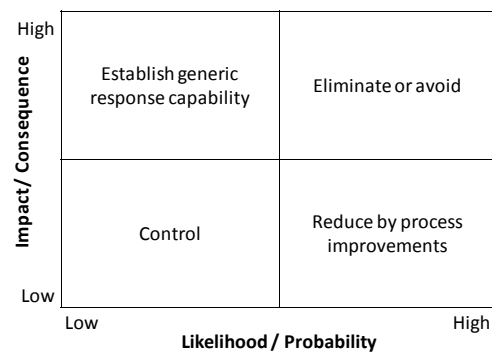 High
Establish generic
response capability
Eliminate or avoid
Impact/ Consequence
Control
Reduce by process
improvements
Low
Low
High
Likelihood / Probability